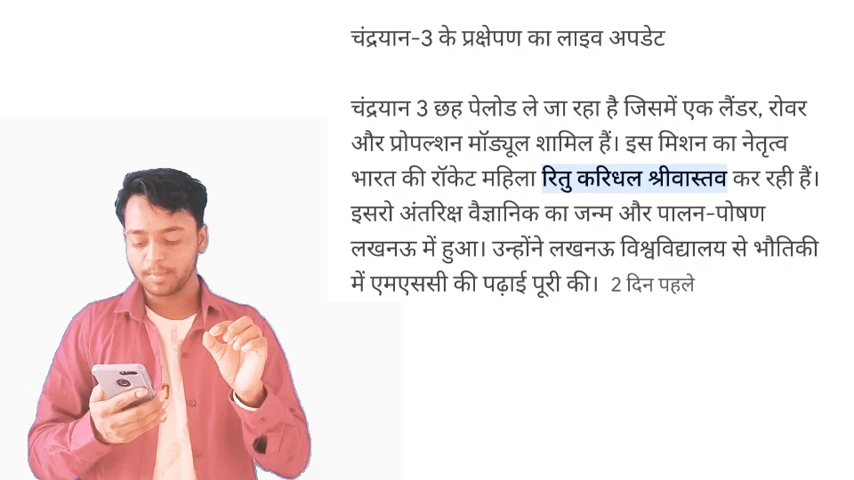 चंद्रयान-3 के प्रक्षेपण का लाइव अपडेट
चंद्रयान 3 छह पेलोड ले जा रहा है जिसमें एक लैंडर, रोवर
और प्रोपल्शन मॉड्यूल शामिल हैं। इस मिशन का नेतृत्व
भारत की रॉकेट महिला रितु करिधल श्रीवास्तव कर रही हैं।
इसरो अंतरिक्ष वैज्ञानिक का जन्म और पालन-पोषण
लखनऊ में हुआ। उन्होंने लखनऊ विश्वविद्यालय से भौतिकी
में एमएससी की पढ़ाई पूरी की। 2 दिन पहले